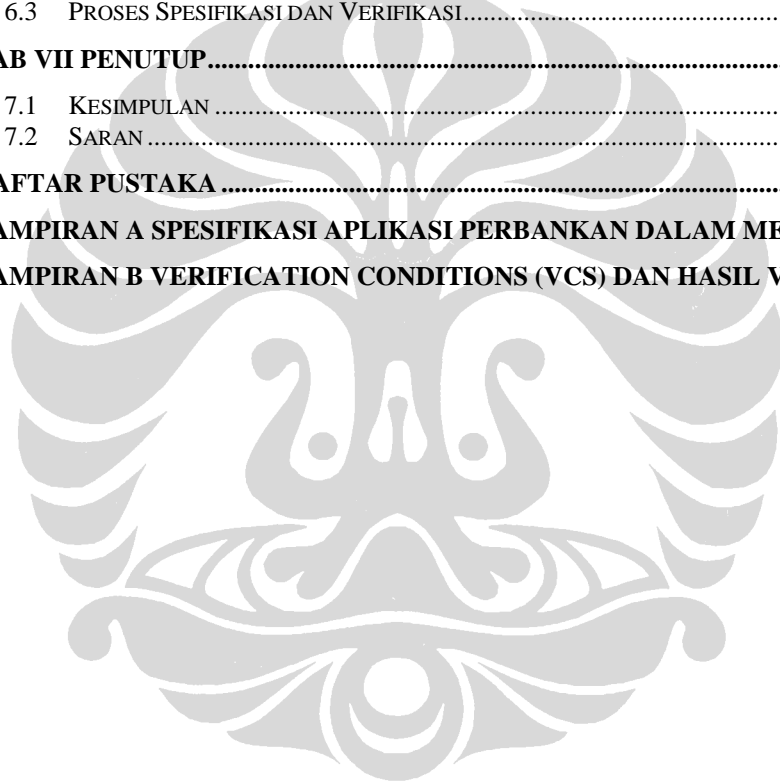 6.3 PROSES SPESIFIKASI DAN VERIFIKASI..........................................................
AB VII PENUTUP..........................................................................................
7.1 KESIMPULAN ..........................................................................................
7.2 SARAN ..........................................................................................
AFTAR PUSTAKA ..........................................................................................
AMPIRAN A SPESIFIKASI APLIKASI PERBANKAN DALAM ME
AMPIRAN B VERIFICATION CONDITIONS (VCS) DAN HASIL V